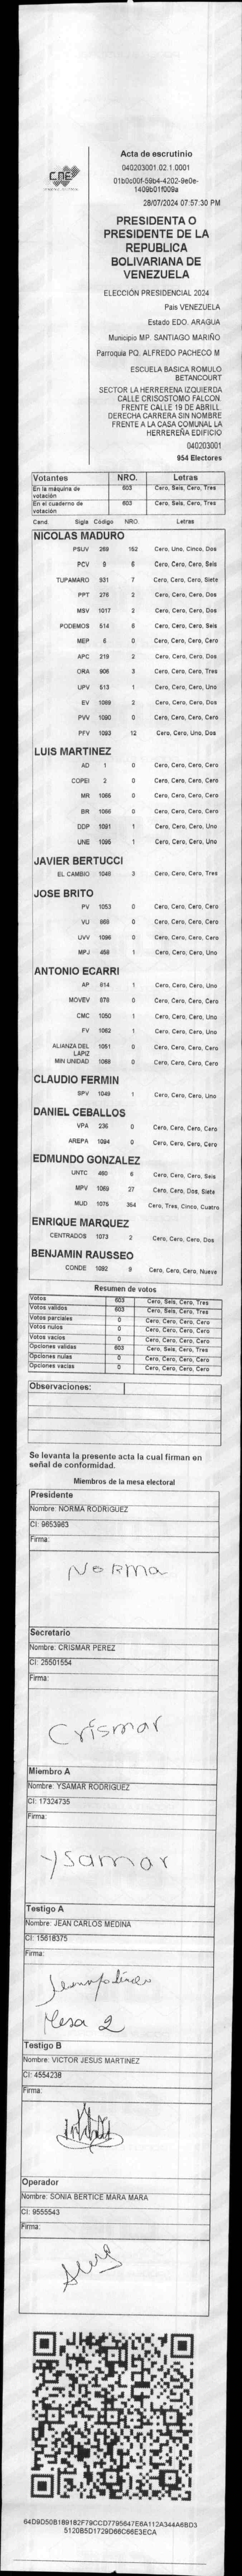 CNE
Acta de escrutinio
040203001.02.1.0001
01b0c00f-59b4-4202-9e0e-
1409b01f009a
28/07/2024 07:57:30 PM
PRESIDENTA O
PRESIDENTE DE LA
REPUBLICA
BOLIVARIANA DE
VENEZUELA
ELECCIÓN PRESIDENCIAL 2024
Pais VENEZUELA
Estado EDO. ARAGUA
Municipio MP. SANTIAGO MARIÑO
Parroquia PQ. ALFREDO PACHECO M
ESCUELA BASICA ROMULO
BETANCOURT
SECTOR LA HERRERENA IZQUIERDA
CALLE CRISOSTOMO FALCON.
FRENTE CALLE 19 DE ABRILL.
DERECHA CARRERA SIN NOMBRE
FRENTE A LA CASA COMUNAL LA
HERREREÑA EDIFICIO
040203001
954 Electores
Votantes NRO. Letras
En la máquina de votación 603 Cero, Seis, Cero, Tres
En el cuaderno de votación 603 Cero, Seis, Cero, Tres
Cand. Sigla Código NRO. Letras
NICOLAS MADURO
PSUV 269 152 Cero, Uno, Cinco, Dos
PCV 9 6 Cero, Cero, Cero, Seis
TUPAMARO 931 7 Cero, Cero, Cero, Siete
PPT 276 2 Cero, Cero, Cero, Dos
MSV 1017 2 Cero, Cero, Cero, Dos
PODEMOS 514 6 Cero, Cero, Cero, Seis
MEP 6 0 Cero, Cero, Cero, Cero
APC 219 2 Cero, Cero, Cero, Dos
ORA 906 3 Cero, Cero, Cero, Tres
UPV 513 1 Cero, Cero, Cero, Uno
EV 1089 2 Cero, Cero, Cero, Dos
PVV 1090 0 Cero, Cero, Cero, Cero
PFV 1093 12 Cero, Cero, Uno, Dos
LUIS MARTINEZ
AD 1 0 Cero, Cero, Cero, Cero
COPEI 2 0 Cero, Cero, Cero, Cero
MR 1065 0 Cero, Cero, Cero, Cero
BR 1066 0 Cero, Cero, Cero, Cero
DDP 1091 1 Cero, Cero, Cero, Uno
UNE 1095 1 Cero, Cero, Cero, Uno
JAVIER BERTUCCI
EL CAMBIO 1049 3 Cero, Cero, Cero, Tres
JOSE BRITO
PV 1053 0 Cero, Cero, Cero, Cero
VU 968 0 Cero, Cero, Cero, Cero
UVV 1096 0 Cero, Cero, Cero, Cero
MPJ 458 1 Cero, Cero, Cero, Uno
ANTONIO ECARRI
AP 814 1 Cero, Cero, Cero, Uno
MOVEV 878 0 Cero, Cero, Cero, Cero
CMC 1050 1 Cero, Cero, Cero, Uno
FV 1062 1 Cero, Cero, Cero, Uno
ALIANZA DEL LAPIZ 1051 0 Cero, Cero, Cero, Cero
MIN UNIDAD 1088 0 Cero, Cero, Cero, Cero
CLAUDIO FERMIN
SPV 1048 1 Cero, Cero, Cero, Uno
DANIEL CEBALLOS
VPA 236 0 Cero, Cero, Cero, Cero
AREPA 1094 0 Cero, Cero, Cero, Cero
EDMUNDO GONZALEZ
UNTC 460 6 Cero, Cero, Cero, Seis
MPV 1069 27 Cero, Cero, Dos, Siete
MUD 1076 354 Cero, Tres, Cinco, Cuatro
ENRIQUE MARQUEZ
CENTRADOS 1073 2 Cero, Cero, Cero, Dos
BENJAMIN RAUSSEO
CONDE 1092 9 Cero, Cero, Cero, Nueve
Resumen de votos
Votos 603 Cero, Seis, Cero, Tres
Votos validos 603 Cero, Seis, Cero, Tres
Votos parciales 0 Cero, Cero, Cero, Cero
Votos nulos 0 Cero, Cero, Cero, Cero
Votos vacios 0 Cero, Cero, Cero, Cero
Opciones validas 603 Cero, Seis, Cero, Tres
Opciones nulas 0 Cero, Cero, Cero, Cero
Opciones vacias 0 Cero, Cero, Cero, Cero
Observaciones:
Se levanta la presente acta la cual firman en
señal de conformidad.
Miembros de la mesa electoral
Presidente
Nombre: NORMA RODRIGUEZ
CI: 9653963
Firma:
Norma
Secretario
Nombre: CRISMAR PEREZ
CI: 25501554
Firma:
Crismar
Miembro A
Nombre: YSAMAR RODRIGUEZ
CI: 17324735
Firma:
Ysamar
Testigo A
Nombre: JEAN CARLOS MEDINA
CI: 15618375
Firma:
Mesa 2
Testigo B
Nombre: VICTOR JESUS MARTINEZ
CI: 4554238
Firma:
Operador
Nombre: SONIA BERTICE MARA MARA
CI: 9555543
Firma:
64D9D50B189182F79CCD7795647E6A112A344A6BD3
5120B5D1729D66C66E3ECA